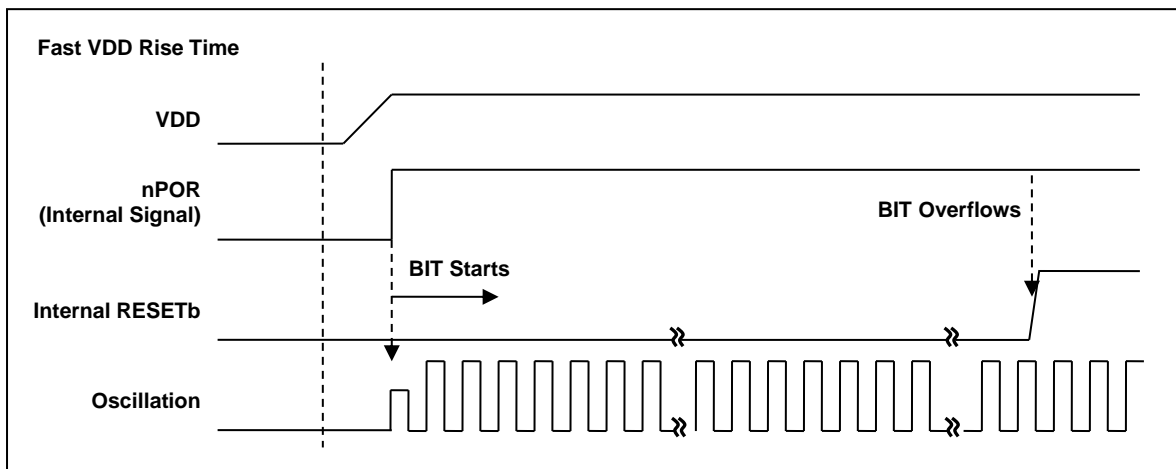 Fast VDD Rise Time
VDD
nPOR
(Internal Signal)
BIT Overflows
BIT Starts
Internal RESETb
Oscillation